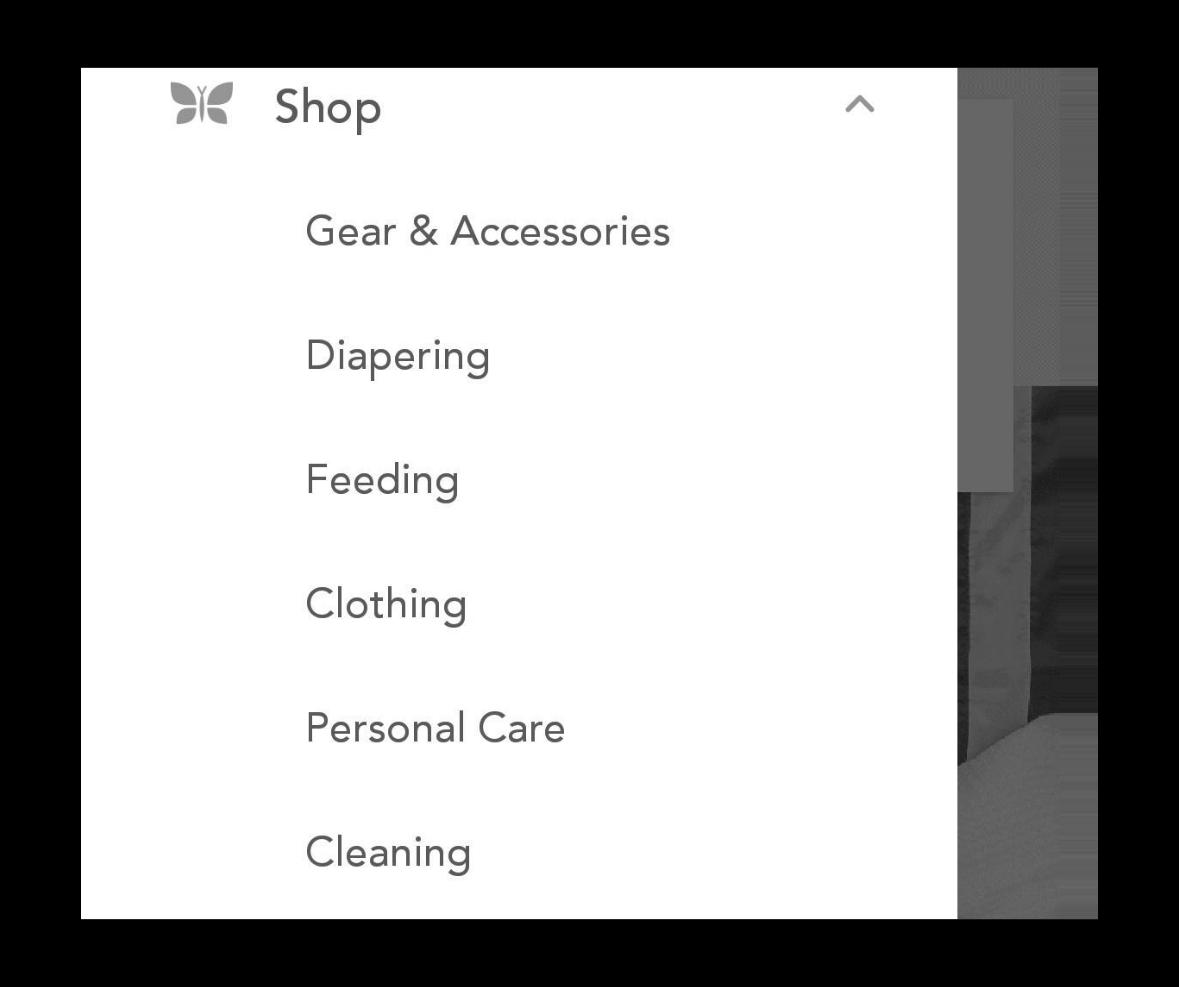 Shop
Gear & Accessories
Diapering
Feeding
Clothing
Personal Care
Cleaning